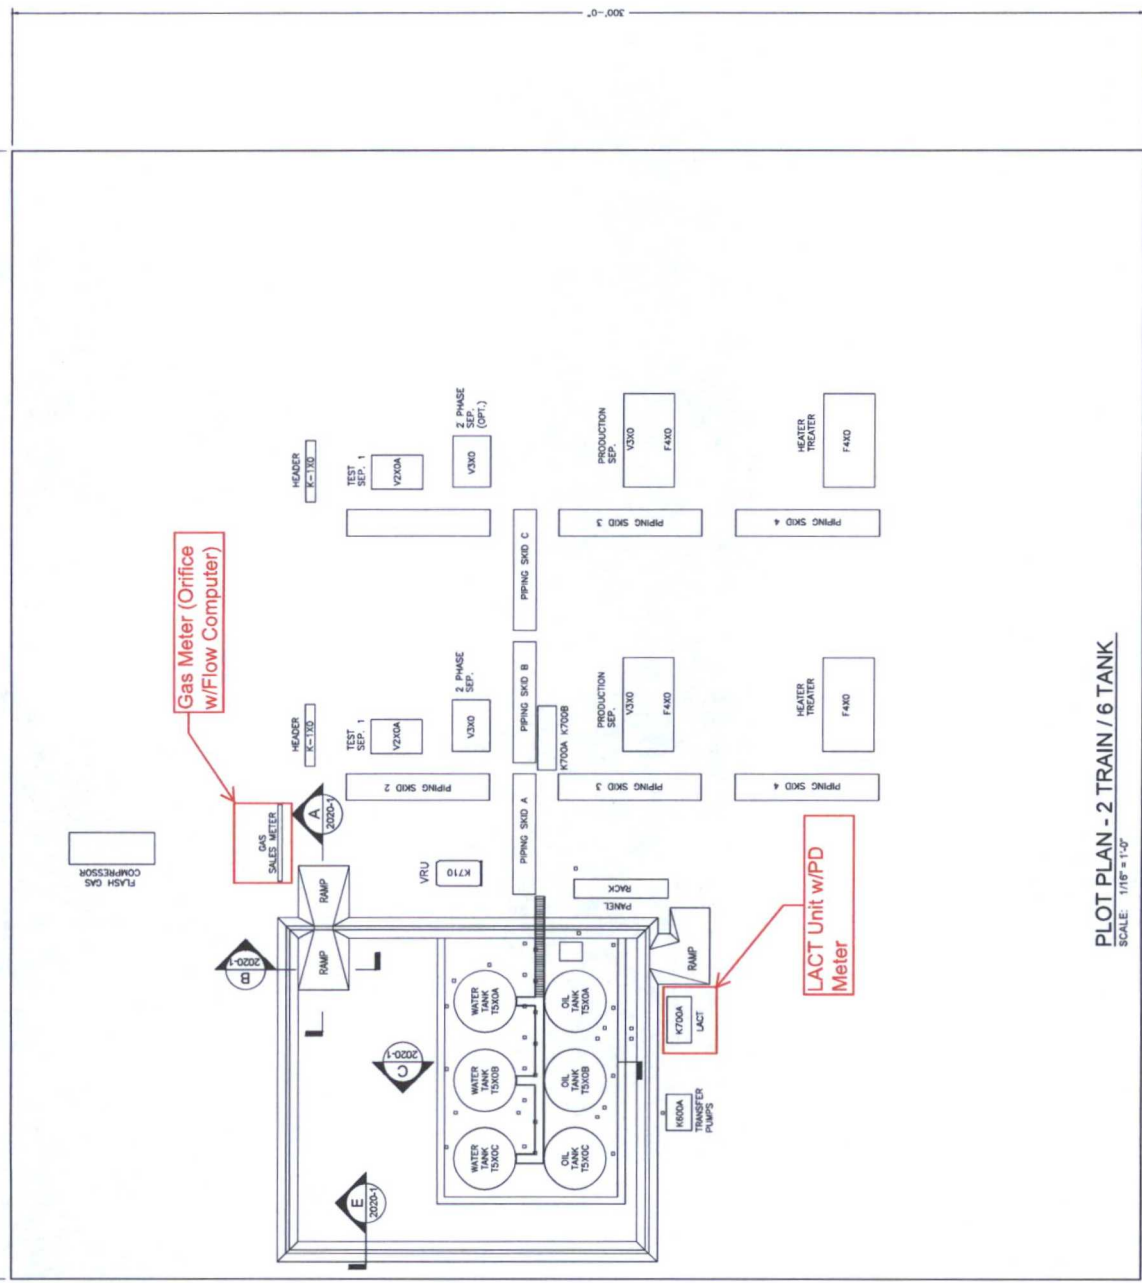 300'-0"
FLASH GAS
COMPRESSOR
Gas Meter (Orifice
w/Flow Computer)
GAS
SALES METER
A
2020-1
RAMP
RAMP
B
2020-1
HEADER
K-1X0
HEADER
K-1X0
TEST
SEP. 1
V2X0A
TEST
SEP. 1
V2X0A
PIPING SKID 2
2 PHASE
SEP.
V3X0
2 PHASE
SEP.
(OPT.)
V3X0
VRU
K710
C
2020-1
E
2020-1
PIPING SKID A
PIPING SKID B
PIPING SKID C
K700A K700B
WATER
TANK
T5X0C
WATER
TANK
T5X0B
WATER
TANK
T5X0A
OIL
TANK
T5X0C
OIL
TANK
T5X0B
OIL
TANK
T5X0A
PANEL
RACK
PIPING SKID 3
PRODUCTION
SEP.
V3X0
F4X0
PIPING SKID 3
PRODUCTION
SEP.
V3X0
F4X0
K600A
TRANSFER
PUMPS
K700A
LACT
RAMP
PIPING SKID 4
HEATER
TREATER
F4X0
PIPING SKID 4
HEATER
TREATER
F4X0
LACT Unit w/PD
Meter
PLOT PLAN - 2 TRAIN / 6 TANK
SCALE: 1/16" = 1'-0"